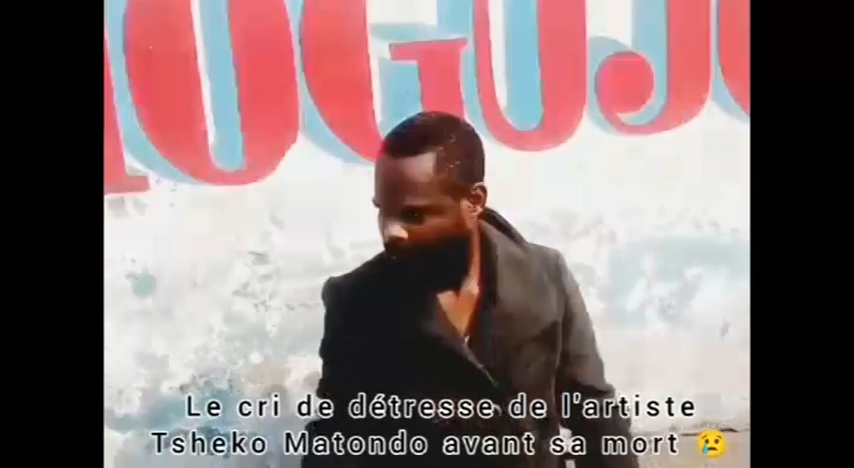 Le cri de détresse de l'artiste
Tsheko Matondo avant sa mort 😢